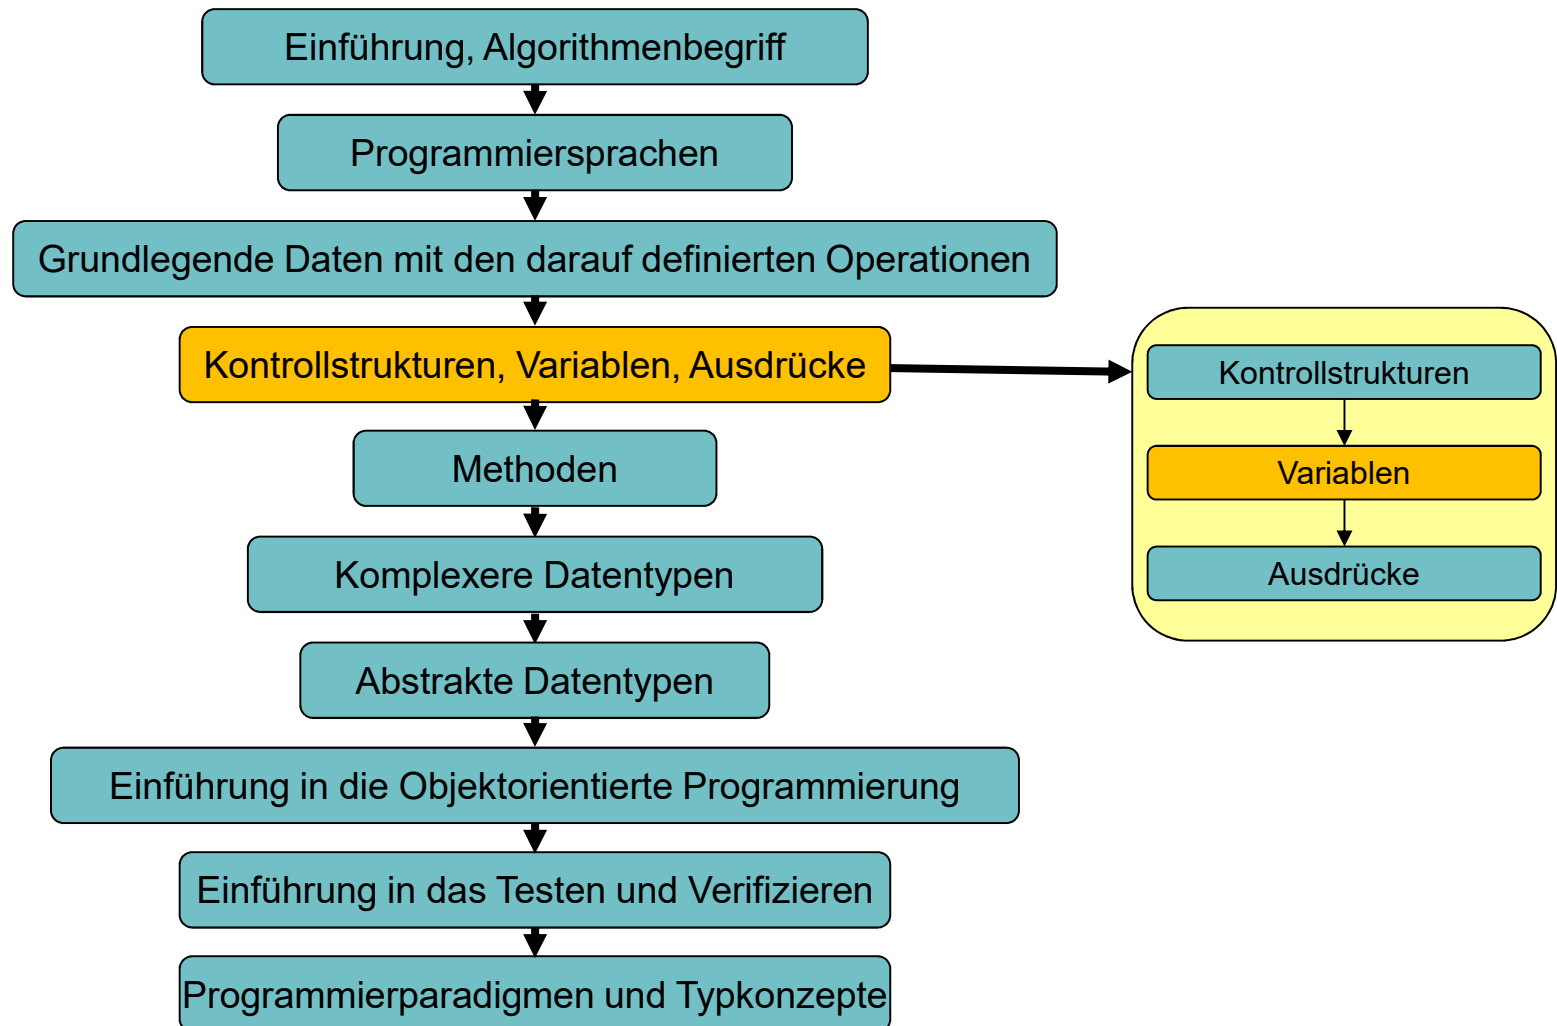 Einführung, Algorithmenbegriff
Programmiersprachen
Grundlegende Daten mit den darauf definierten Operationen
Kontrollstrukturen, Variablen, Ausdrücke
Methoden
Komplexere Datentypen
Abstrakte Datentypen
Einführung in die Objektorientierte Programmierung
Einführung in das Testen und Verifizieren
Programmierparadigmen und Typkonzepte
Kontrollstrukturen
Variablen
Ausdrücke